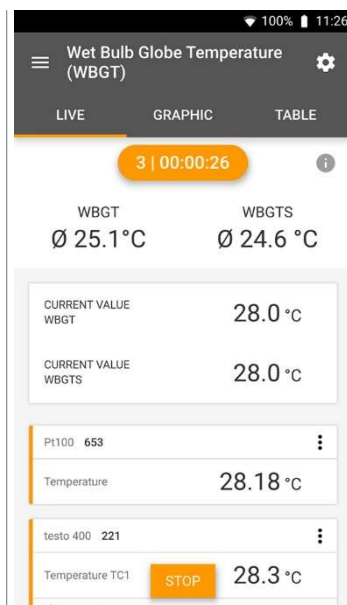 100% 11:26
Wet Bulb Globe Temperature
(WBGT)
LIVE GRAPHIC TABLE
3 | 00:00:26
WBGT WBGTS
Ø 25.1°C Ø 24.6 °C
CURRENT VALUE
WBGT 28.0 °C
CURRENT VALUE
WBGTS 28.0 °C
Pt100 653
Temperature 28.18 °C
testo 400 221
Temperature TC1 STOP 28.3 °C